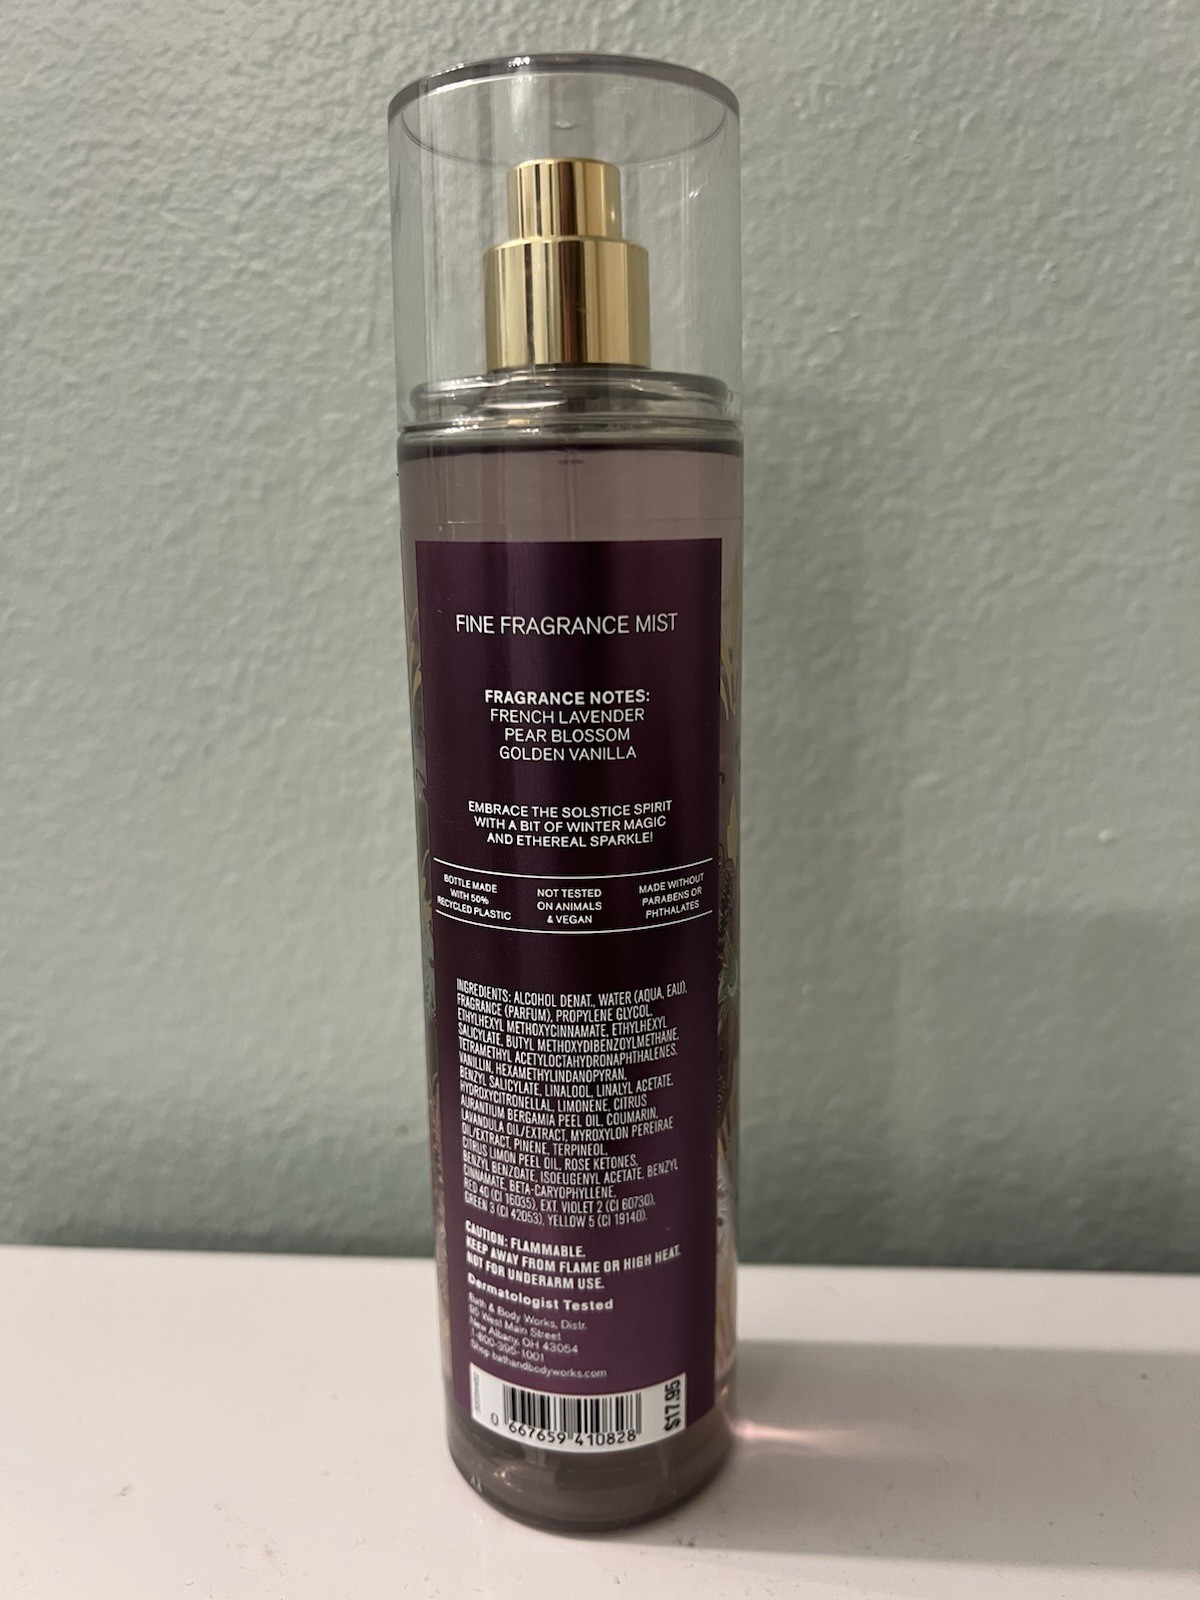 FINE FRAGRANCE MIST
FRAGRANCE NOTES:
FRENCH LAVENDER
PEAR BLOSSOM
GOLDEN VANILLA
EMBRACE THE SOLSTICE SPIRIT
WITH A BIT OF WINTER MAGIC
AND ETHEREAL SPARKLE!
BOTTLE MADE
WITH 50%
RECYCLED PLASTIC
NOT TESTED
ON ANIMALS
& VEGAN
MADE WITHOUT
PARABENS OR
PHTHALATES
INGREDIENTS: ALCOHOL DENAT., WATER (AQUA, EAU),
FRAGRANCE (PARFUM), PROPYLENE GLYCOL,
ETHYLHEXYL METHOXYCINNAMATE, ETHYLHEXYL
SALICYLATE, BUTYL METHOXYDIBENZOYLMETHANE,
TETRAMETHYL ACETYLOCTAHYDRONAPHTHALENES,
VANILLIN, HEXAMETHYLINDANOPYRAN,
BENZYL SALICYLATE, LINALOOL, LINALYL ACETATE,
HYDROXYCITRONELLAL, LIMONENE, CITRUS
AURANTIUM BERGAMIA PEEL OIL, COUMARIN,
LAVANDULA OIL/EXTRACT, MYROXYLON PEREIRAE
OIL/EXTRACT, PINENE, TERPINEOL,
CITRUS LIMON PEEL OIL, ROSE KETONES,
BENZYL BENZOATE, ISOEUGENYL ACETATE, BENZYL
CINNAMATE, BETA-CARYOPHYLLENE,
RED 40 (CI 16035), EXT. VIOLET 2 (CI 60730),
GREEN 3 (CI 42053), YELLOW 5 (CI 19140).
CAUTION: FLAMMABLE.
KEEP AWAY FROM FLAME OR HIGH HEAT.
NOT FOR UNDERARM USE.
Dermatologist Tested
Bath & Body Works, Distr.
95 West Main Street
New Albany, OH 43054
1-800-395-1001
Shop bathandbodyworks.com
0 667659 410828
$17.95